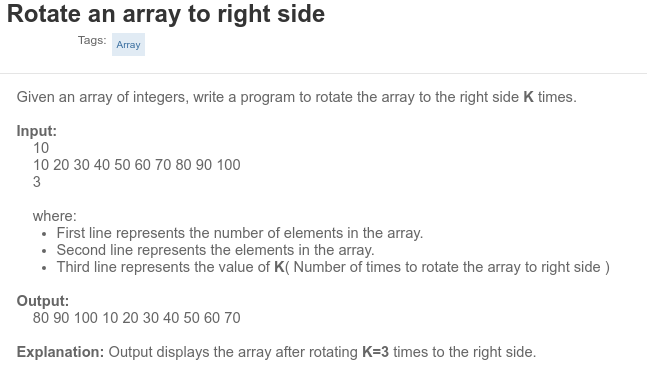 Rotate an array to right side
Tags: Array
Given an array of integers, write a program to rotate the array to the right side K times.
Input:
10
10 20 30 40 50 60 70 80 90 100
3
where:
• First line represents the number of elements in the array.
• Second line represents the elements in the array.
• Third line represents the value of K( Number of times to rotate the array to right side )
Output:
80 90 100 10 20 30 40 50 60 70
Explanation: Output displays the array after rotating K=3 times to the right side.